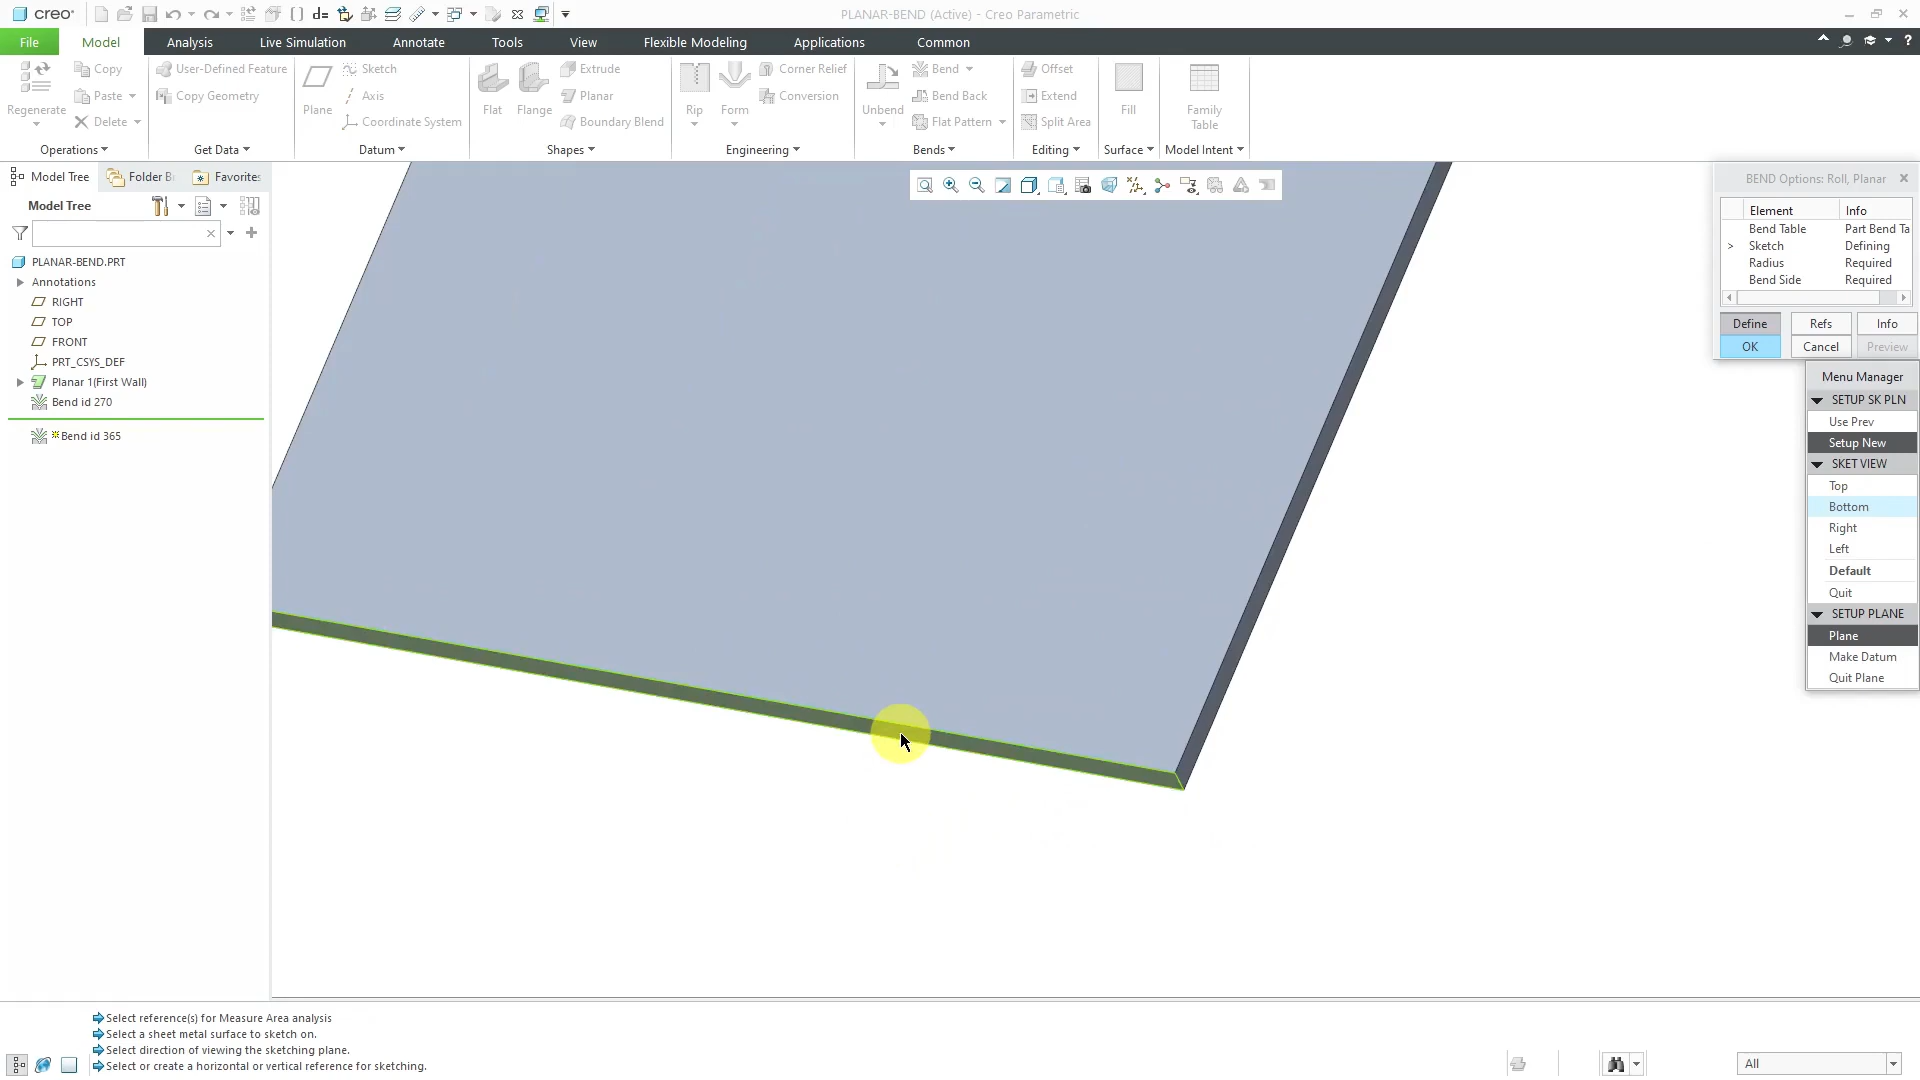 creo
PLANAR-BEND (Active) - Creo Parametric
File
Model
Analysis
Live Simulation
Annotate
Tools
View
Flexible Modeling
Applications
Common
Regenerate
Copy
Paste
Delete
Operations
User-Defined Feature
Copy Geometry
Get Data
Plane
Sketch
Axis
Coordinate System
Datum
Flat
Flange
Extrude
Planar
Boundary Blend
Shapes
Rip
Form
Corner Relief
Conversion
Engineering
Unbend
Bend
Bend Back
Flat Pattern
Bends
Offset
Extend
Split Area
Editing
Fill
Surface
Family
Table
Model Intent
Model Tree
Folder B
Favorites
Model Tree
PLANAR-BEND.PRT
Annotations
RIGHT
TOP
FRONT
PRT_CSYS_DEF
Planar 1(First Wall)
Bend id 270
Bend id 365
BEND Options: Roll, Planar
Element Info
Bend Table Part Bend Ta
> Sketch Defining
Radius Required
Bend Side Required
Define Refs Info
OK Cancel Preview
Menu Manager
SETUP SK PLN
Use Prev
Setup New
SKET VIEW
Top
Bottom
Right
Left
Default
Quit
SETUP PLANE
Plane
Make Datum
Quit Plane
Select reference(s) for Measure Area analysis
Select a sheet metal surface to sketch on.
Select direction of viewing the sketching plane.
Select or create a horizontal or vertical reference for sketching.
All